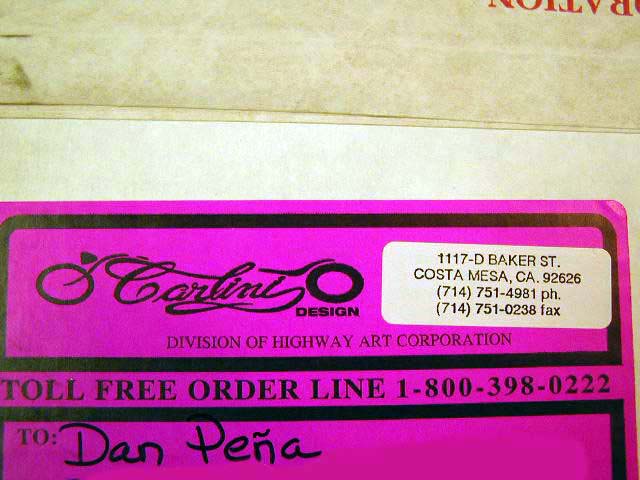 ORATION
Carlini
DESIGN
1117-D BAKER ST.
COSTA MESA, CA. 92626
(714) 751-4981 ph.
(714) 751-0238 fax
DIVISION OF HIGHWAY ART CORPORATION
TOLL FREE ORDER LINE 1-800-398-0222
TO: Dan Peña